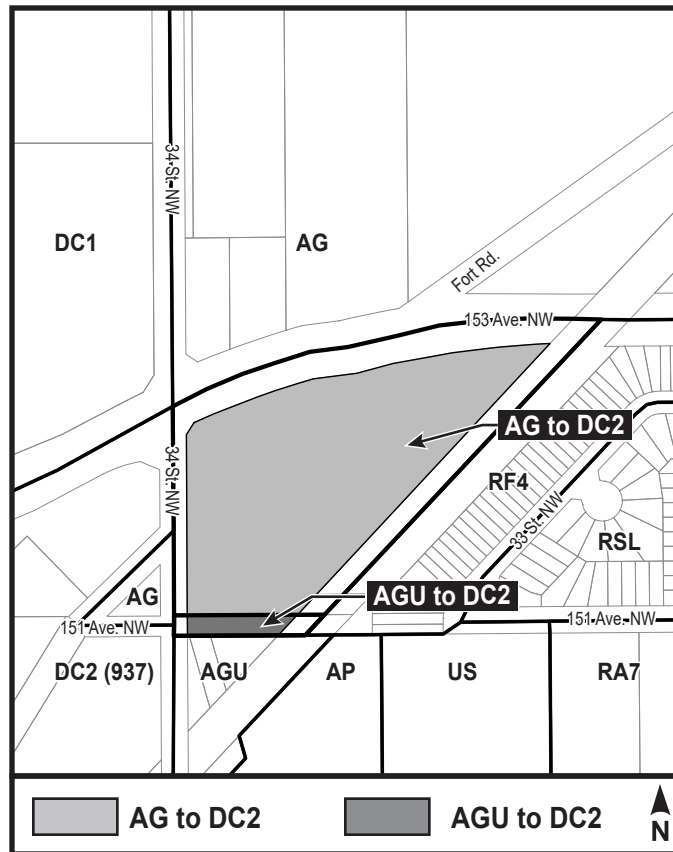 34 St. NW
DC1
AG
Fort Rd.
153 Ave. NW
AG to DC2
34 St. NW
RF4
33 St. NW
RSL
AG
AGU to DC2
151 Ave. NW
151 Ave. NW
DC2 (937)
AGU
AP
US
RA7
AG to DC2
AGU to DC2
N